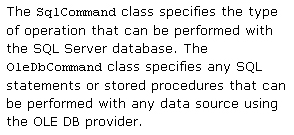 The SqlCommand class specifies the type
of operation that can be performed with
the SQL Server database. The
OleDbCommand class specifies any SQL
statements or stored procedures that can
be performed with any data source using
the OLE DB provider.